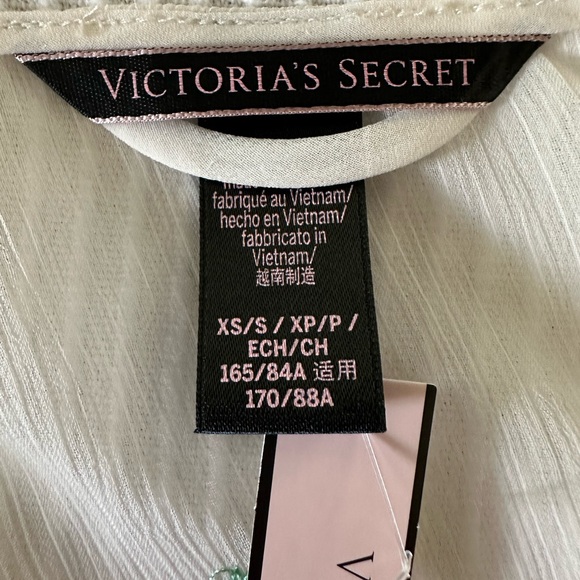 VICTORIA'S SECRET
fabriqué au Vietnam/
hecho en Vietnam/
fabbricato in
Vietnam/
越南制造
XS/S / XP/P /
ECH/CH
165/84A 适用
170/88A
V